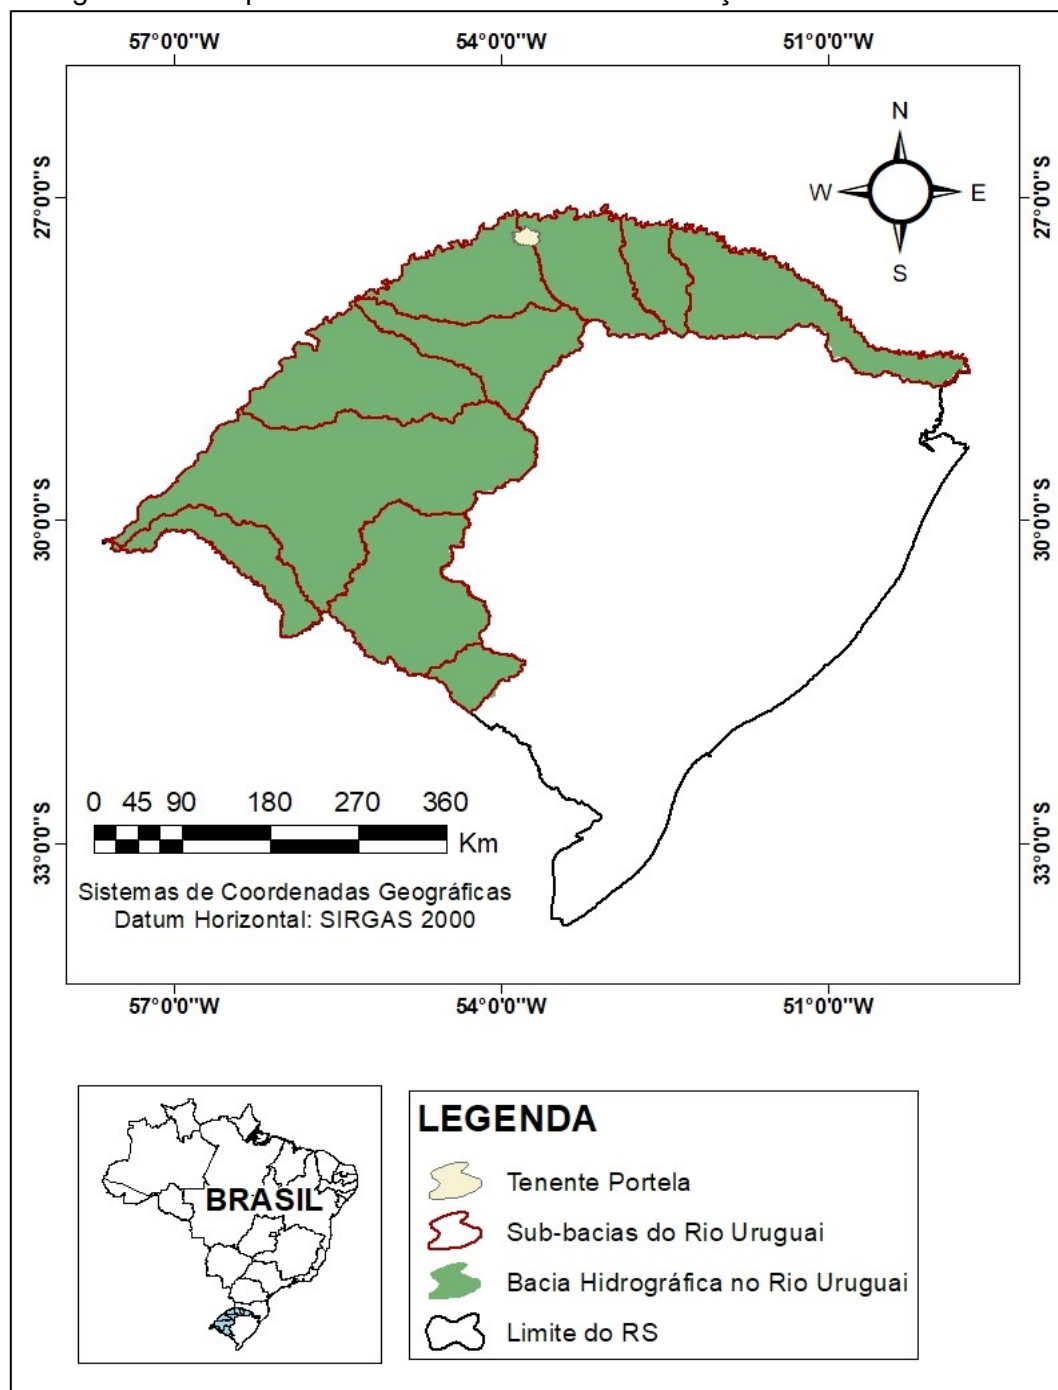 57°0'0"W 54°0'0"W 51°0'0"W
N
W E
S
27°0'0"S 27°0'0"S
30°0'0"S 30°0'0"S
33°0'0"S 33°0'0"S
0 45 90 180 270 360
Km
Sistemas de Coordenadas Geográficas
Datum Horizontal: SIRGAS 2000
57°0'0"W 54°0'0"W 51°0'0"W
BRASIL
LEGENDA
Tenente Portela
Sub-bacias do Rio Uruguai
Bacia Hidrográfica no Rio Uruguai
Limite do RS